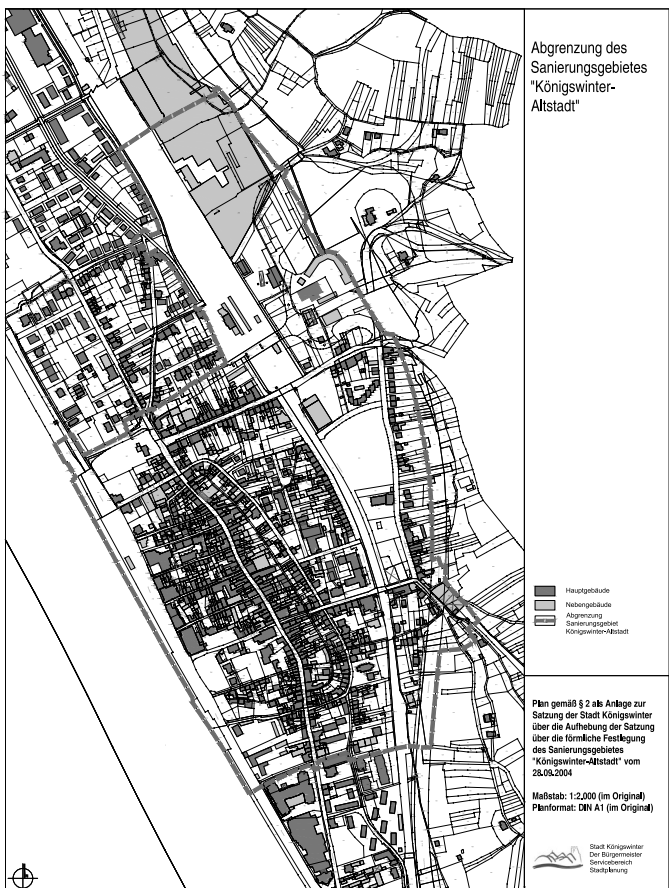 Abgrenzung des
Sanierungsgebietes
"Königswinter-
Altstadt"
Hauptgebäude
Nebengebäude
Abgrenzung
Sanierungsgebiet
Königswinter-Altstadt
Plan gemäß § 2 als Anlage zur
Satzung der Stadt Königswinter
über die Aufhebung der Satzung
über die förmliche Festlegung
des Sanierungsgebietes
"Königswinter-Altstadt" vom
28.09.2004
Maßstab: 1:2,000 (im Original)
Planformat: DIN A1 (im Original)
Stadt Königswinter
Der Bürgermeister
Servicebereich
Stadtplanung